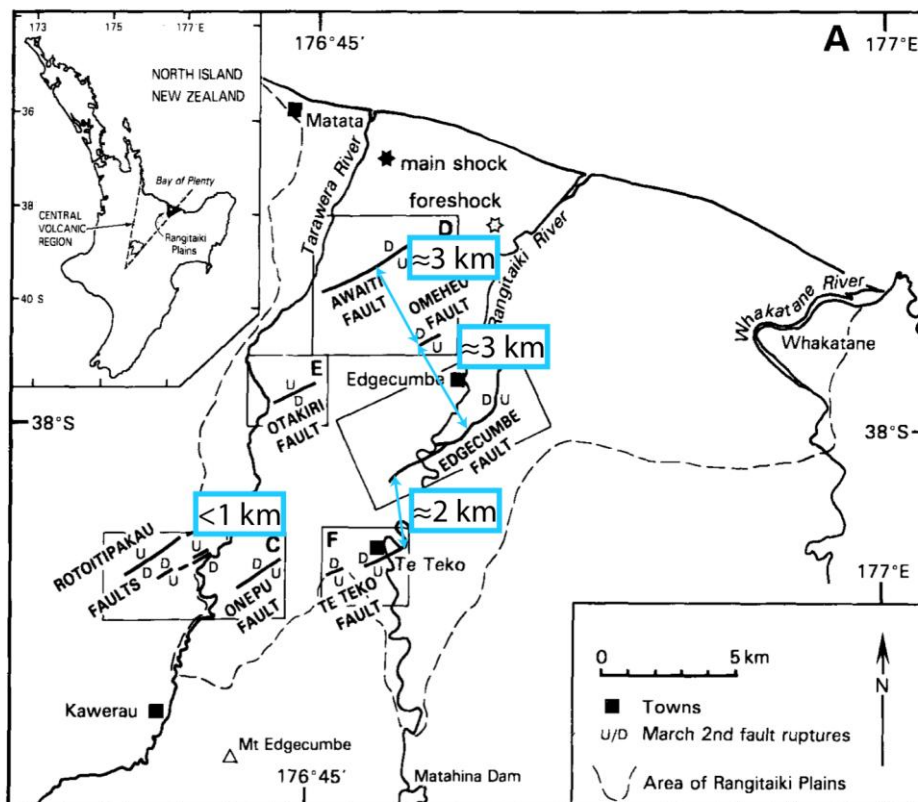 173
175
177°E
36
38
40 S
NORTH ISLAND
NEW ZEALAND
Bay of Plenty
CENTRAL
VOLCANIC
REGION
Rangitaiki
Plains
176°45′
177°E
A
Matata
Tarawera River
main shock
foreshock
Rangitaiki River
D
D
U
≈3 km
AWAITI
FAULT
OMEHEU
FAULT
D
U
≈3 km
Whakatane River
Whakatane
E
U
D
OTAKIRI
FAULT
Edgecumbe
D
U
EDGECUMBE
FAULT
38°S
38°S
<1 km
≈2 km
ROTOITIPAKAU
FAULTS
U
U
D
D
U
D
C
D
U
ONEPU
FAULT
F
D
U
D
U
TE TEKO
FAULT
Te Teko
177°E
Kawerau
Mt Edgecumbe
176°45′
Matahina Dam
0
5 km
N
Towns
U/D
March 2nd fault ruptures
Area of Rangitaiki Plains